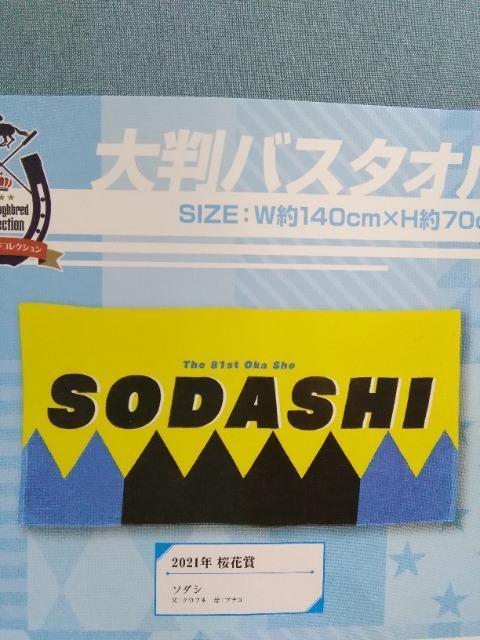 大判バスタオル
SIZE：W約140cm×H約70c
ughbred
ection
コレクション
The 81st Oka Sho
SODASHI
2021年 桜花賞
ソダシ
父：クロフネ 母：ブチコ